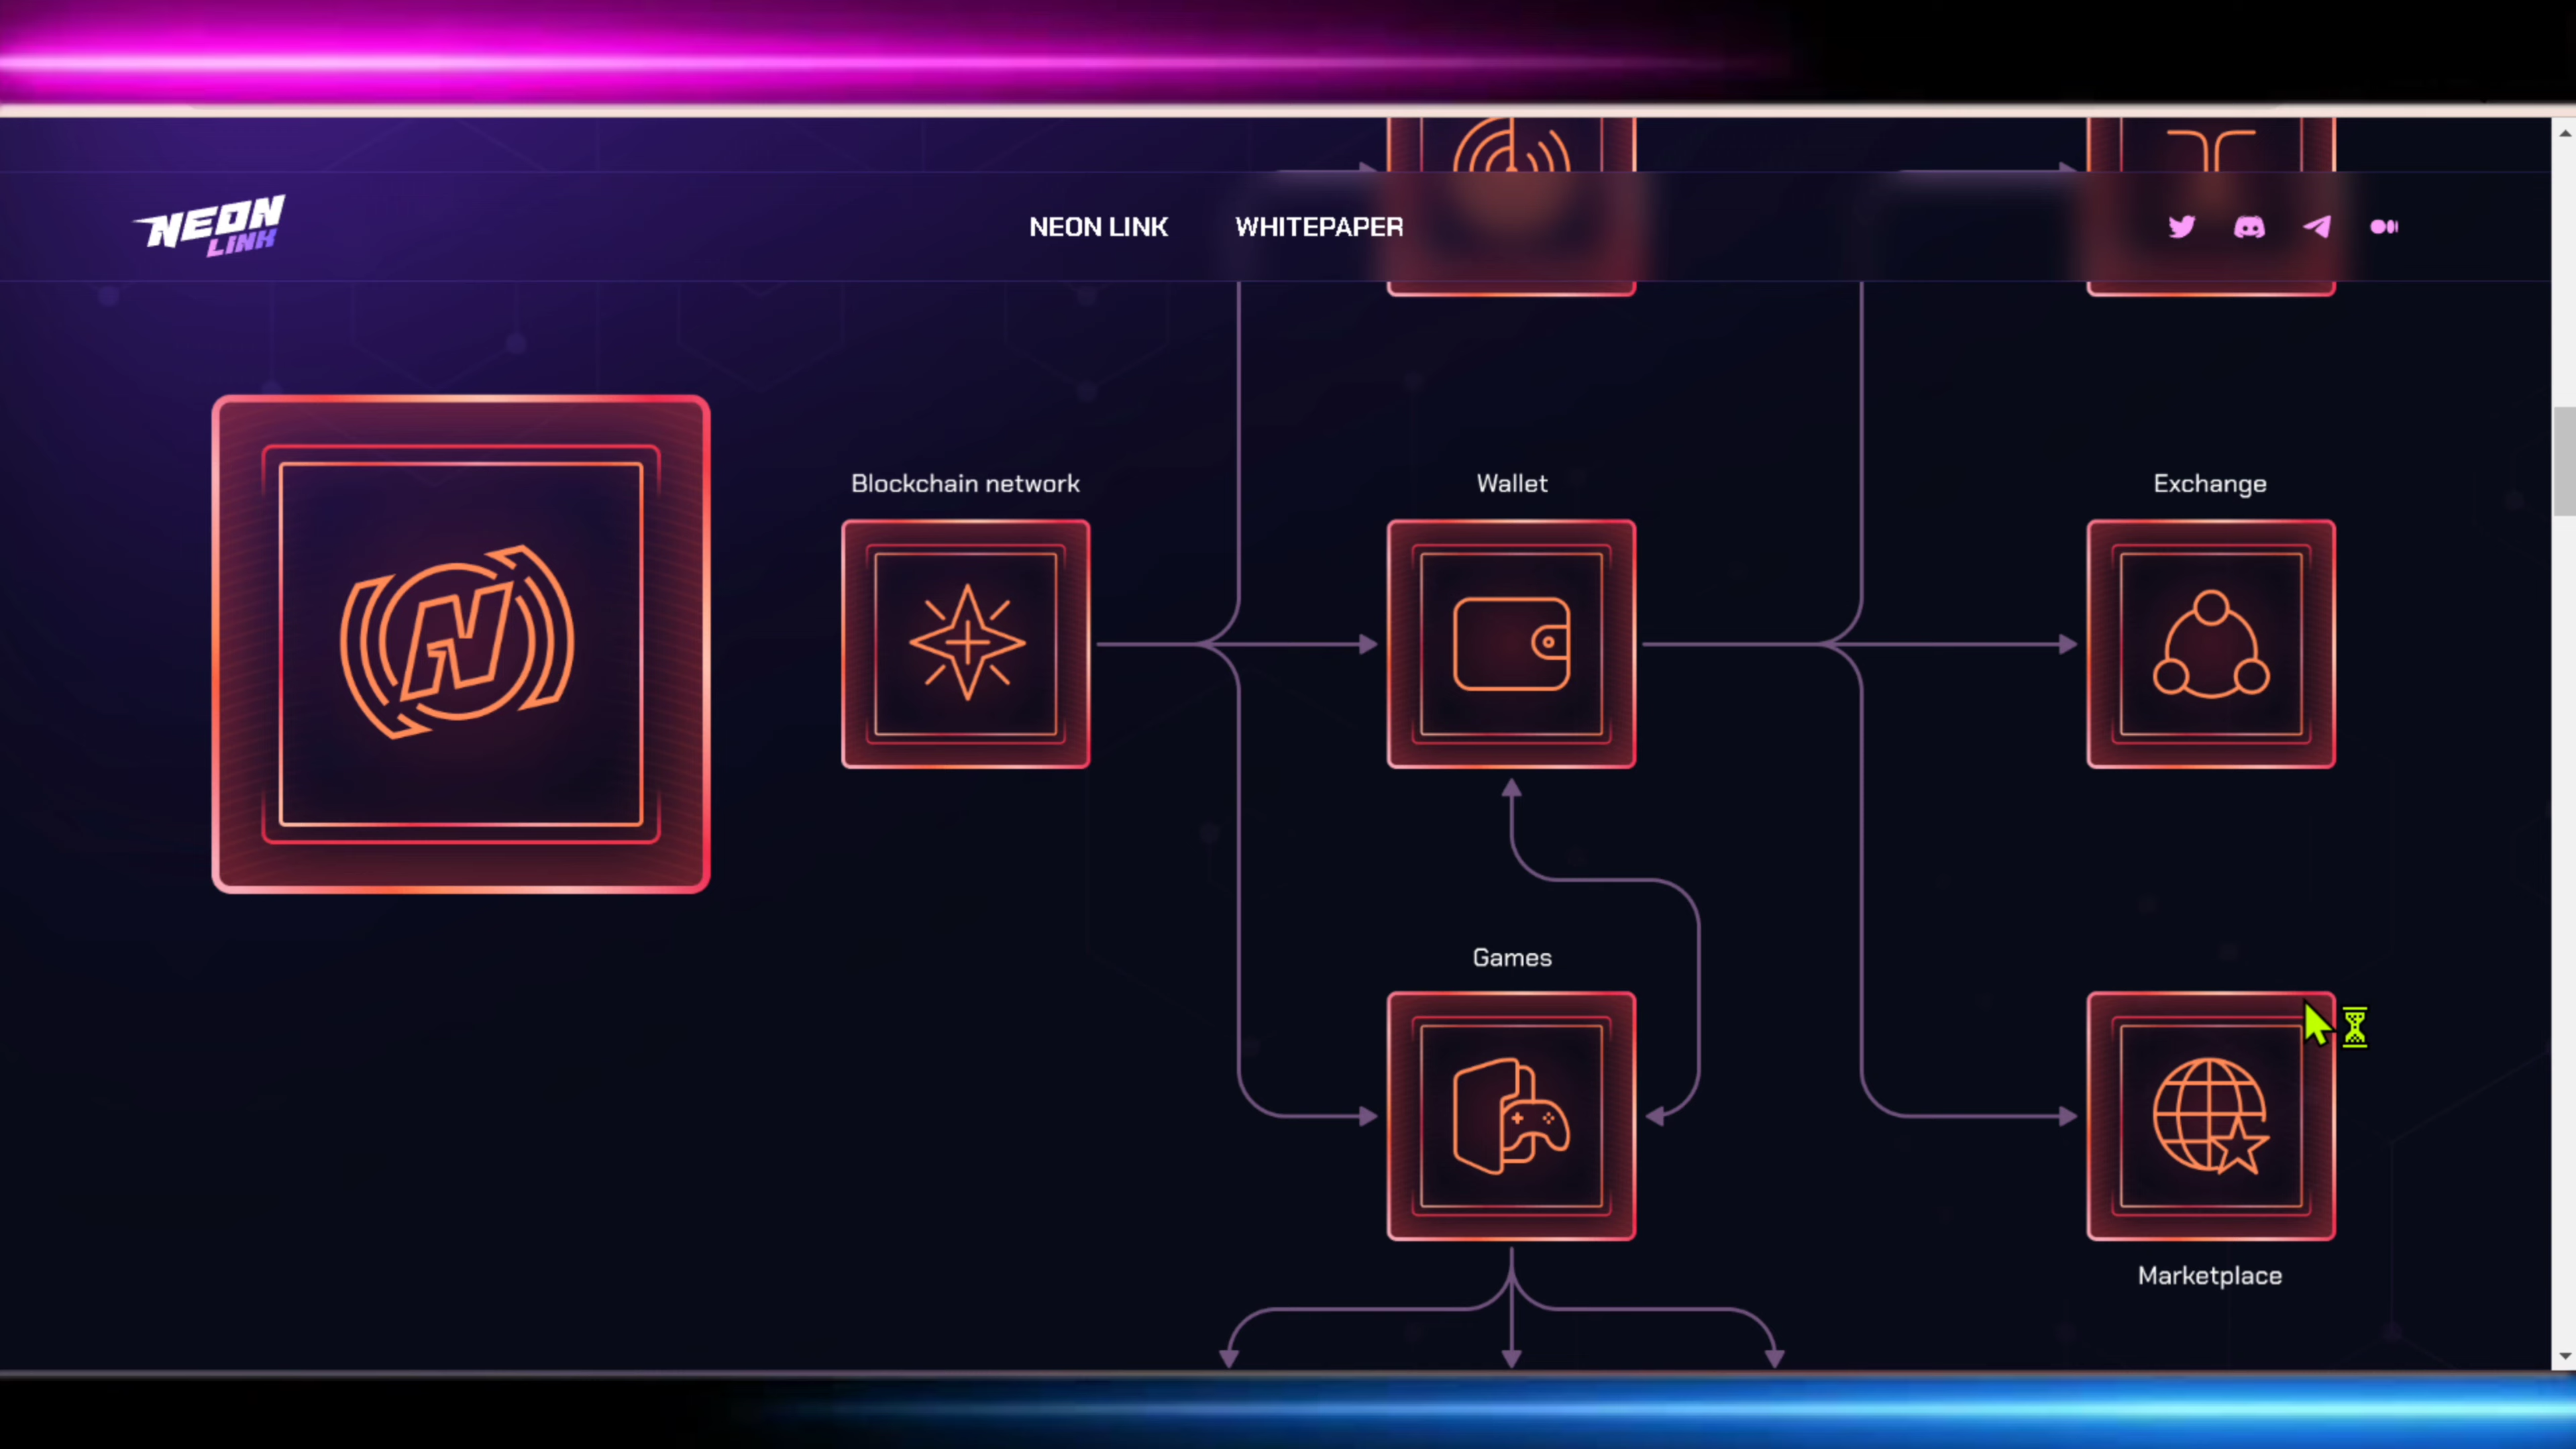 NEON
LINK
NEON LINK
WHITEPAPER
Blockchain network
Wallet
Exchange
Games
Marketplace